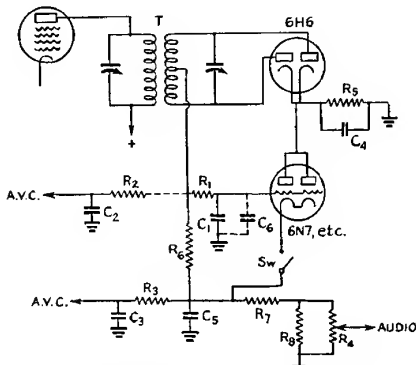 T
6H6
R5
C4
+
A.V.C.
R2
R1
C2
C1
C6
6N7, etc.
R6
Sw
A.V.C.
R3
R7
C3
C5
R8
R4
AUDIO